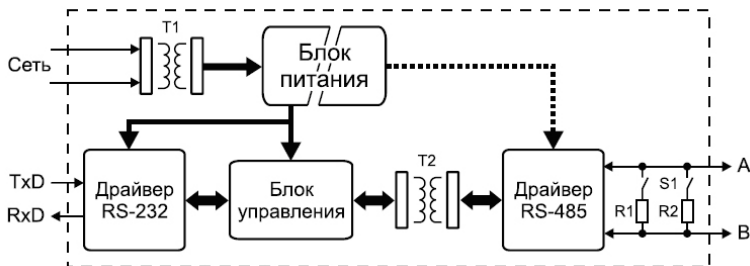 T1
Сеть
Блок
питания
T2
TxD
RxD
Драйвер
RS-232
Блок
управления
Драйвер
RS-485
S1
R1
R2
A
B